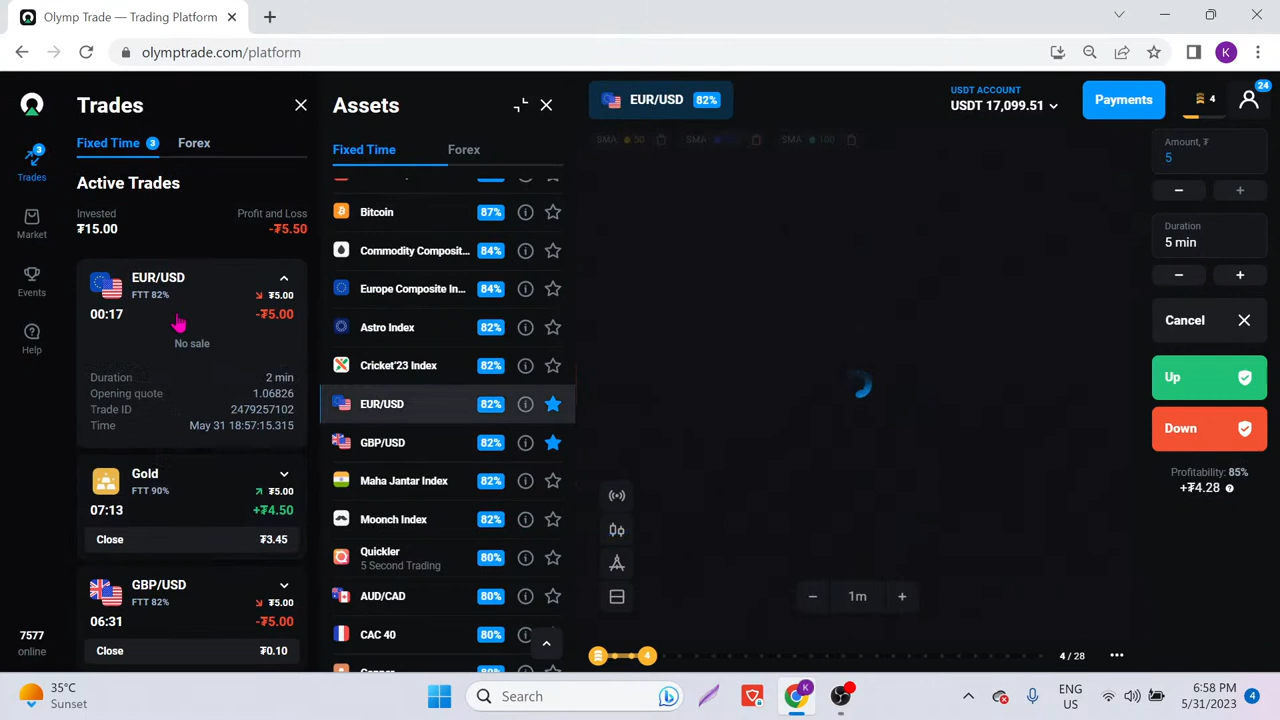 Olymp Trade — Trading Platform
olymptrade.com/platform
K
Trades
Fixed Time 3
Forex
Active Trades
Invested
Profit and Loss
₮15.00
-₮5.50
EUR/USD
FTT 82%
₮5.00
00:17
-₮5.00
No sale
Duration
2 min
Opening quote
1.06826
Trade ID
2479257102
Time
May 31 18:57:15.315
Gold
FTT 90%
₮5.00
07:13
+₮4.50
Close
₮3.45
GBP/USD
FTT 82%
₮5.00
06:31
-₮5.00
Close
₮0.10
3
Trades
Market
Events
Help
7577
online
Assets
Fixed Time
Forex
Bitcoin
87%
Commodity Composit...
84%
Europe Composite In...
84%
Astro Index
82%
Cricket'23 Index
82%
EUR/USD
82%
GBP/USD
82%
Maha Jantar Index
82%
Moonch Index
82%
Quickler
5 Second Trading
80%
AUD/CAD
80%
CAC 40
80%
EUR/USD 82%
USDT ACCOUNT
USDT 17,099.51
Payments
4
24
SMA 50
SMA
SMA 100
1m
4
4 / 28
Amount, ₮
5
Duration
5 min
Cancel
Up
Down
Profitability: 85%
+₮4.28
35°C
Sunset
Search
K
ENG
US
6:58 PM
5/31/2023
4